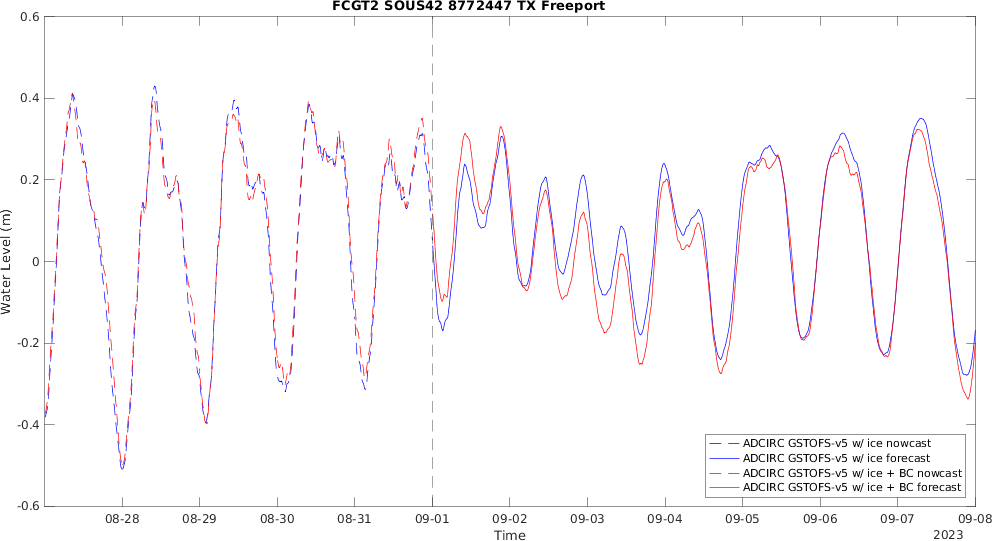 FCGT2 SOUS42 8772447 TX Freeport
0.6
0.4
0.2
0
-0.2
-0.4
-0.6
Water Level (m)
ADCIRC GSTOFS-v5 w/ ice nowcast
ADCIRC GSTOFS-v5 w/ ice forecast
ADCIRC GSTOFS-v5 w/ ice + BC nowcast
ADCIRC GSTOFS-v5 w/ ice + BC forecast
08-28 08-29 08-30 08-31 09-01 09-02 09-03 09-04 09-05 09-06 09-07 09-08
Time
2023